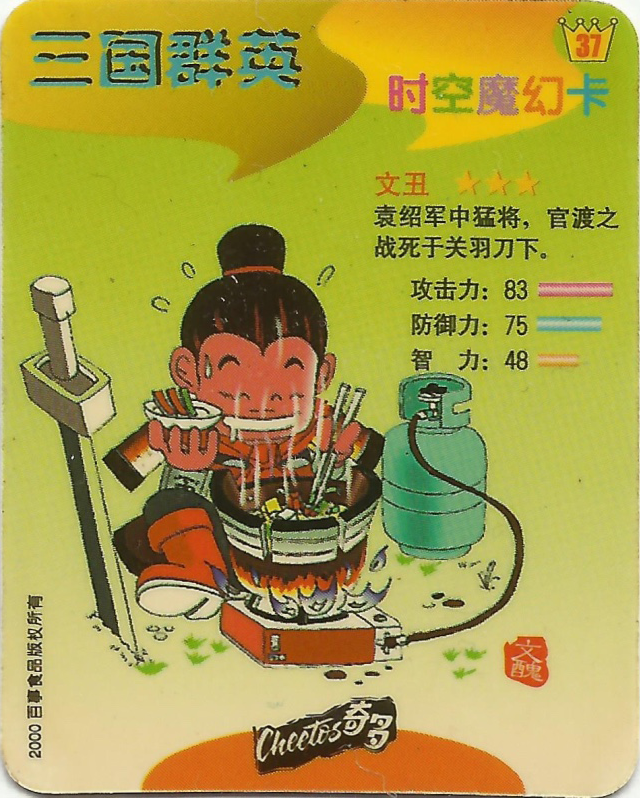 三国群英
37
时空魔幻卡
文丑
袁绍军中猛将，官渡之
战死于关羽刀下。
攻击力：83
防御力：75
智 力：48
文醜
2000 百事食品版权所有
Cheetos奇多